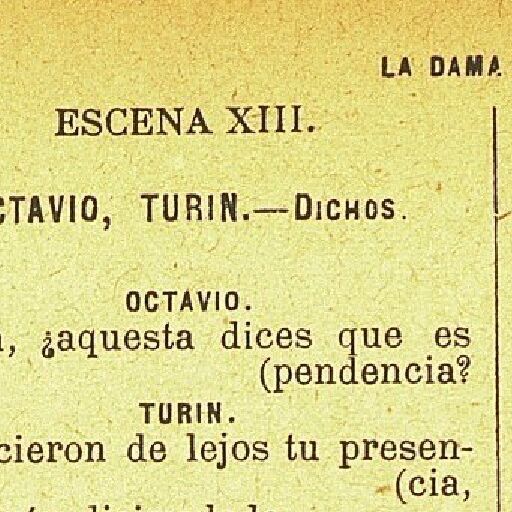 LA DAMA
ESCENA XIII.
CTAVIO, TURIN.—DICHOS.
OCTAVIO.
, ¿aquesta dices que es
(pendencia?
TURIN.
cieron de lejos tu presen-
(cia,